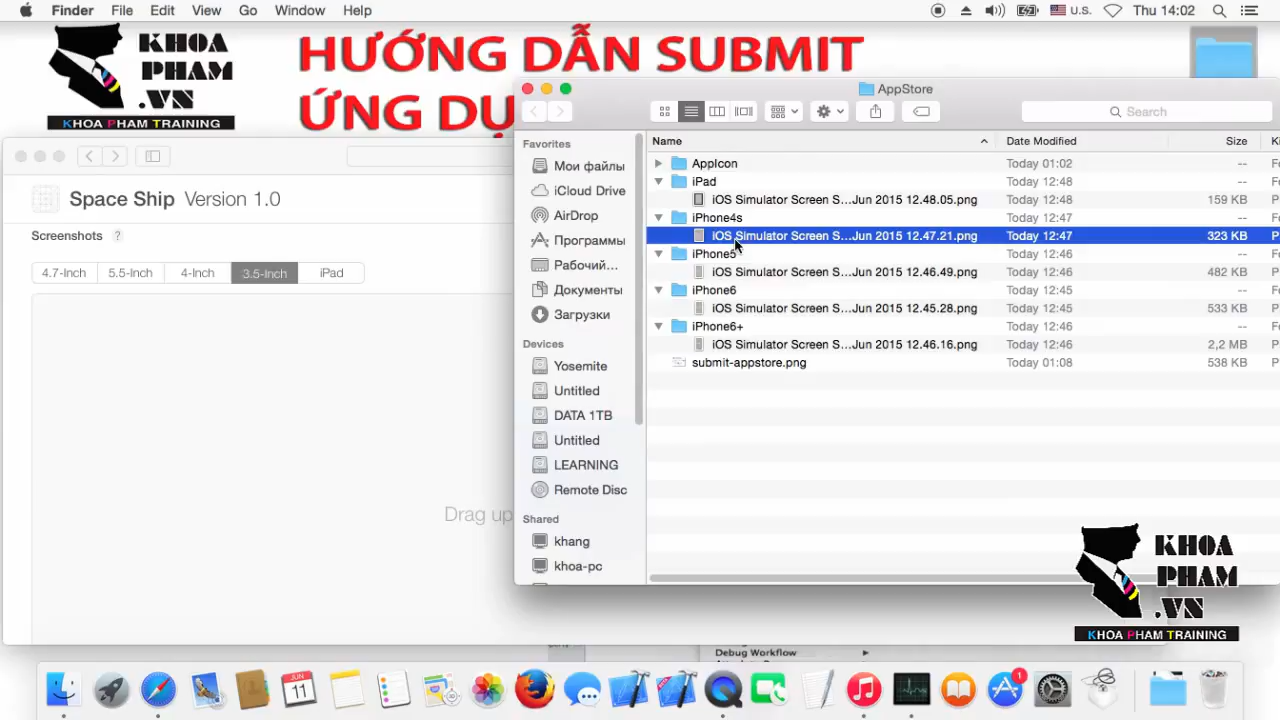 Finder File Edit View Go Window Help U.S. Thu 14:02
KHOA
PHAM
.VN
KHOA PHAM TRAINING
HƯỚNG DẪN SUBMIT
ỨNG DỤ
AppStore
Search
Space Ship Version 1.0
Screenshots ?
4.7-Inch 5.5-Inch 4-Inch 3.5-Inch iPad
Drag up
Favorites
Мои файлы
iCloud Drive
AirDrop
Программы
Рабочий...
Документы
Загрузки
Devices
Yosemite
Untitled
DATA 1TB
Untitled
LEARNING
Remote Disc
Shared
khang
khoa-pc
Name Date Modified Size K
AppIcon Today 01:02 -- Fo
iPad Today 12:48 -- Fo
iOS Simulator Screen S...Jun 2015 12.48.05.png Today 12:48 159 KB P
iPhone4s Today 12:47 -- Fo
iOS Simulator Screen S...Jun 2015 12.47.21.png Today 12:47 323 KB P
iPhone5 Today 12:46 -- Fo
iOS Simulator Screen S...Jun 2015 12.46.49.png Today 12:46 482 KB P
iPhone6 Today 12:45 -- Fo
iOS Simulator Screen S...Jun 2015 12.45.28.png Today 12:45 533 KB P
iPhone6+ Today 12:46 -- Fo
iOS Simulator Screen S...Jun 2015 12.46.16.png Today 12:46 2,2 MB P
submit-appstore.png Today 01:08 538 KB P
KHOA
PHAM
.VN
KHOA PHAM TRAINING
Debug Workflow
JUN
11
1